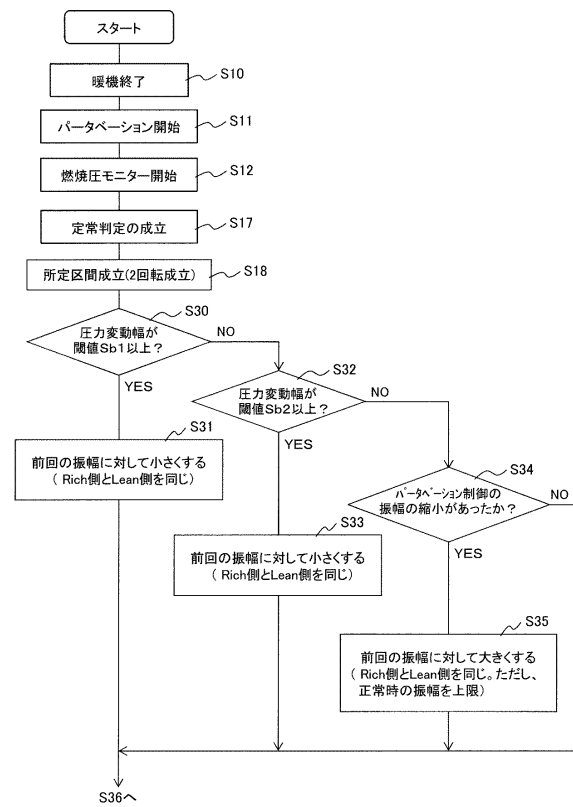 スタート
暖機終了
S10
パータベーション開始
S11
燃焼圧モニター開始
S12
定常判定の成立
S17
所定区間成立(2回転成立)
S18
圧力変動幅が
閾値Sb1以上？
S30
NO
YES
圧力変動幅が
閾値Sb2以上？
S32
NO
YES
前回の振幅に対して小さくする
( Rich側とLean側を同じ)
S31
パータベーション制御の
振幅の縮小があったか？
S34
NO
YES
前回の振幅に対して小さくする
( Rich側とLean側を同じ)
S33
前回の振幅に対して大きくする
( Rich側とLean側を同じ。ただし、
正常時の振幅を上限)
S35
S36へ